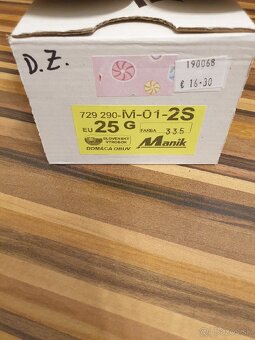 D.Z.
190068
€ 16.30
729 290-M-01-2S
EU 25 G FARBA 335
SLOVENSKÝ
VÝROBOK
Manik
DOMÁCA OBUV